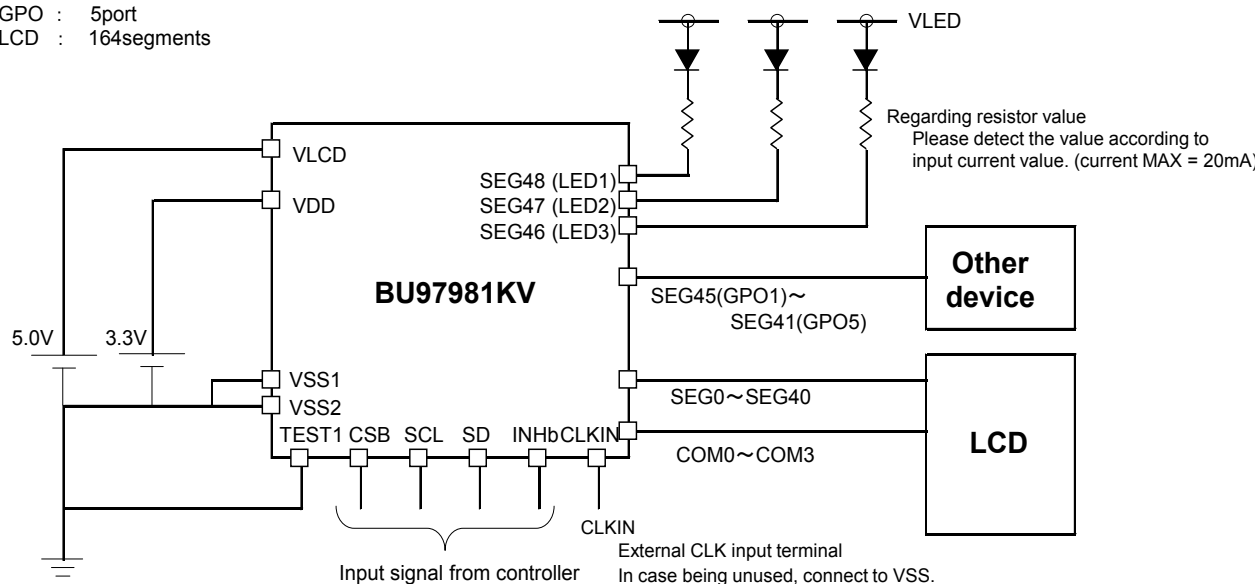 GPO : 5port
LCD : 164segments
VLED
Regarding resistor value
Please detect the value according to
input current value. (current MAX = 20mA)
VLCD
VDD
SEG48 (LED1)
SEG47 (LED2)
SEG46 (LED3)
BU97981KV
SEG45(GPO1)～
SEG41(GPO5)
Other
device
5.0V
3.3V
VSS1
VSS2
SEG0～SEG40
COM0～COM3
LCD
TEST1 CSB SCL SD INHb CLKIN
CLKIN
External CLK input terminal
In case being unused, connect to VSS.
Input signal from controller